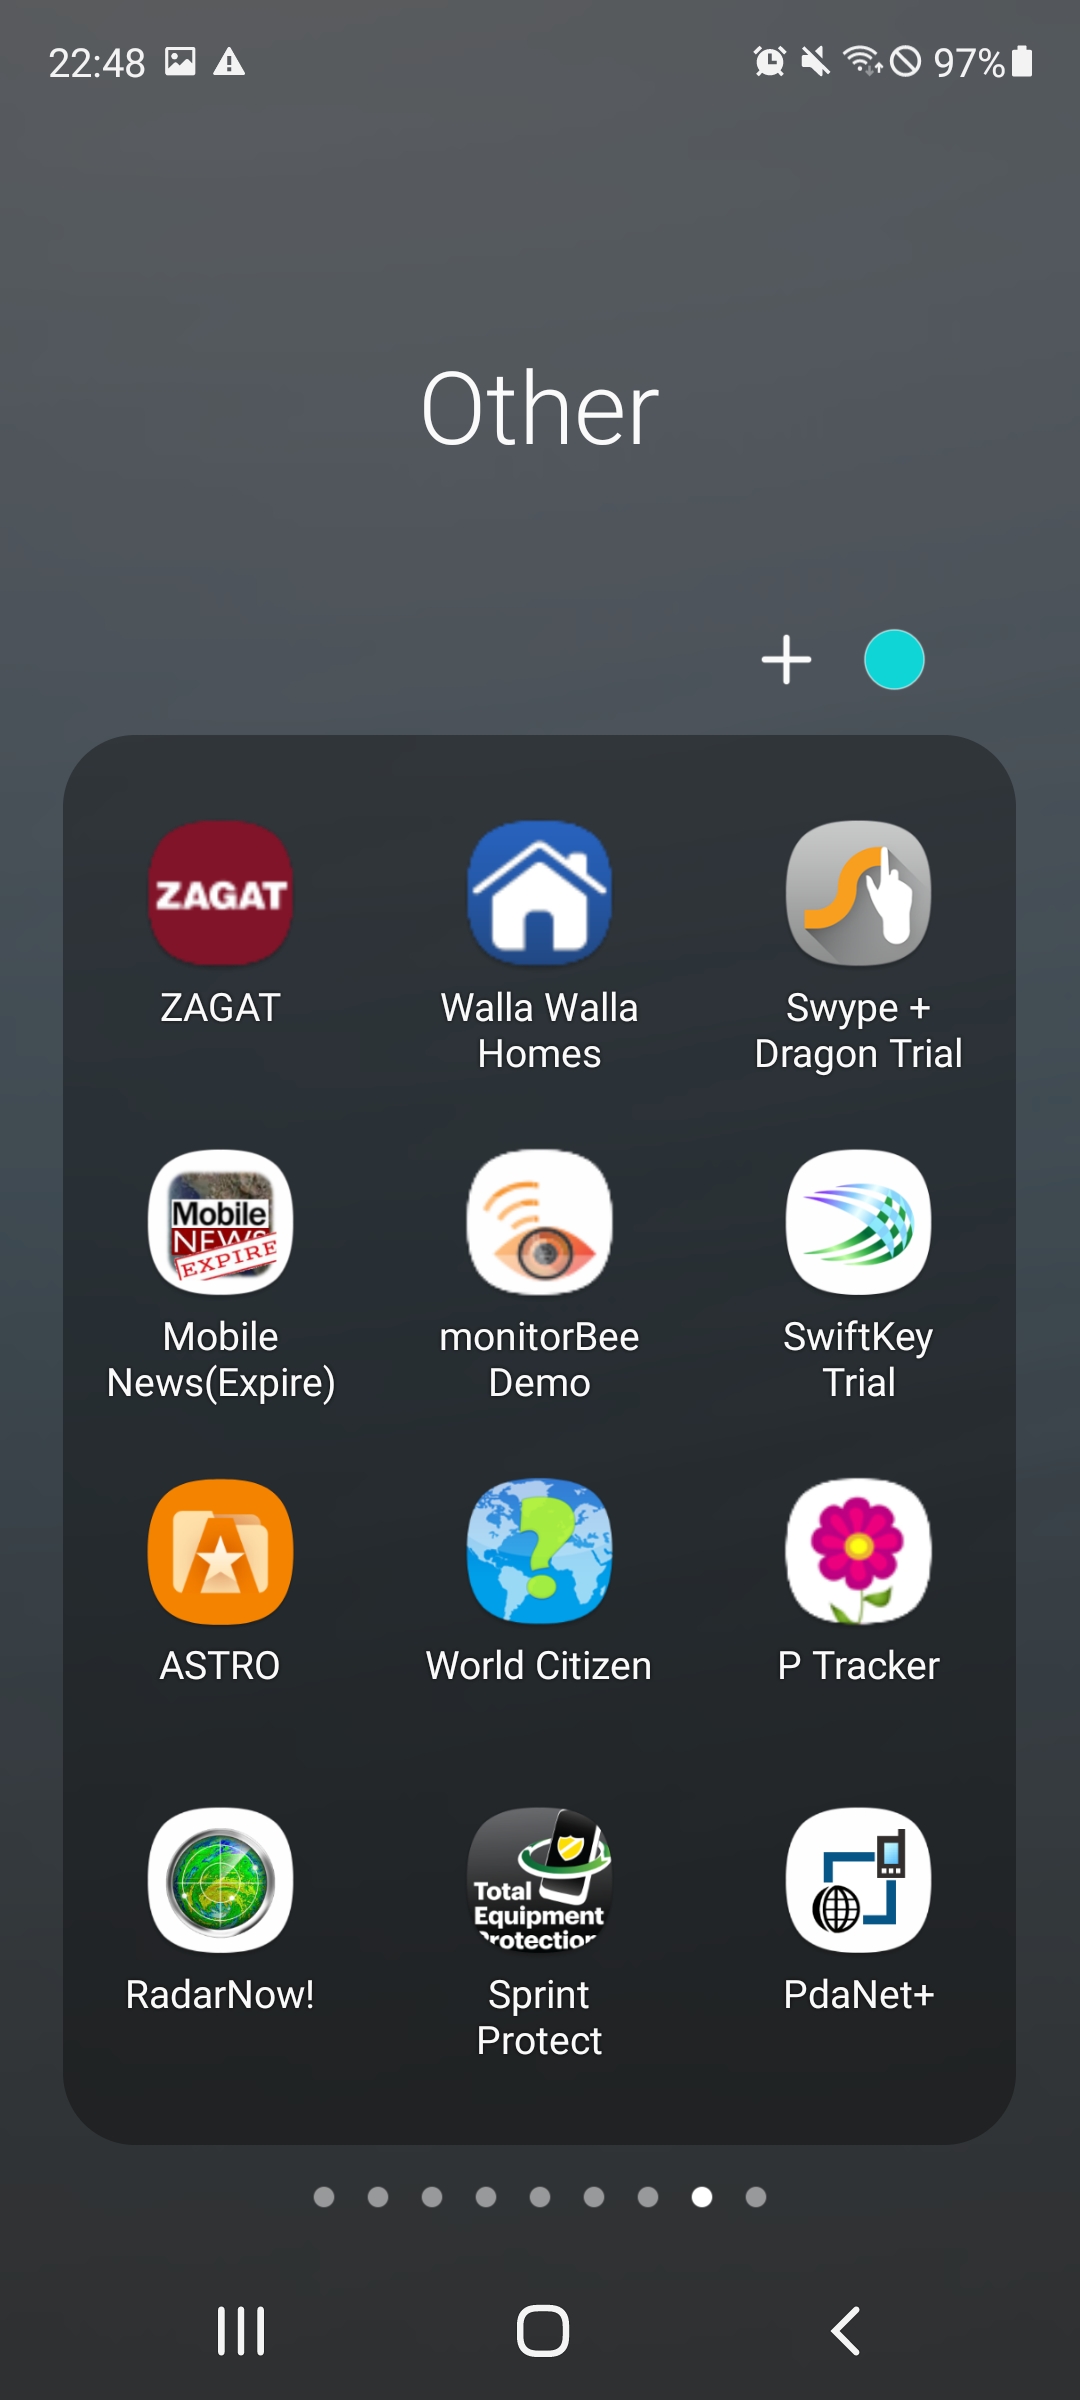 22:48
97%
Other
ZAGAT
ZAGAT
Walla Walla
Homes
Swype +
Dragon Trial
Mobile
NEWS
EXPIRE
Mobile
News(Expire)
monitorBee
Demo
SwiftKey
Trial
ASTRO
World Citizen
P Tracker
RadarNow!
Total
Equipment
Protection
Sprint
Protect
PdaNet+